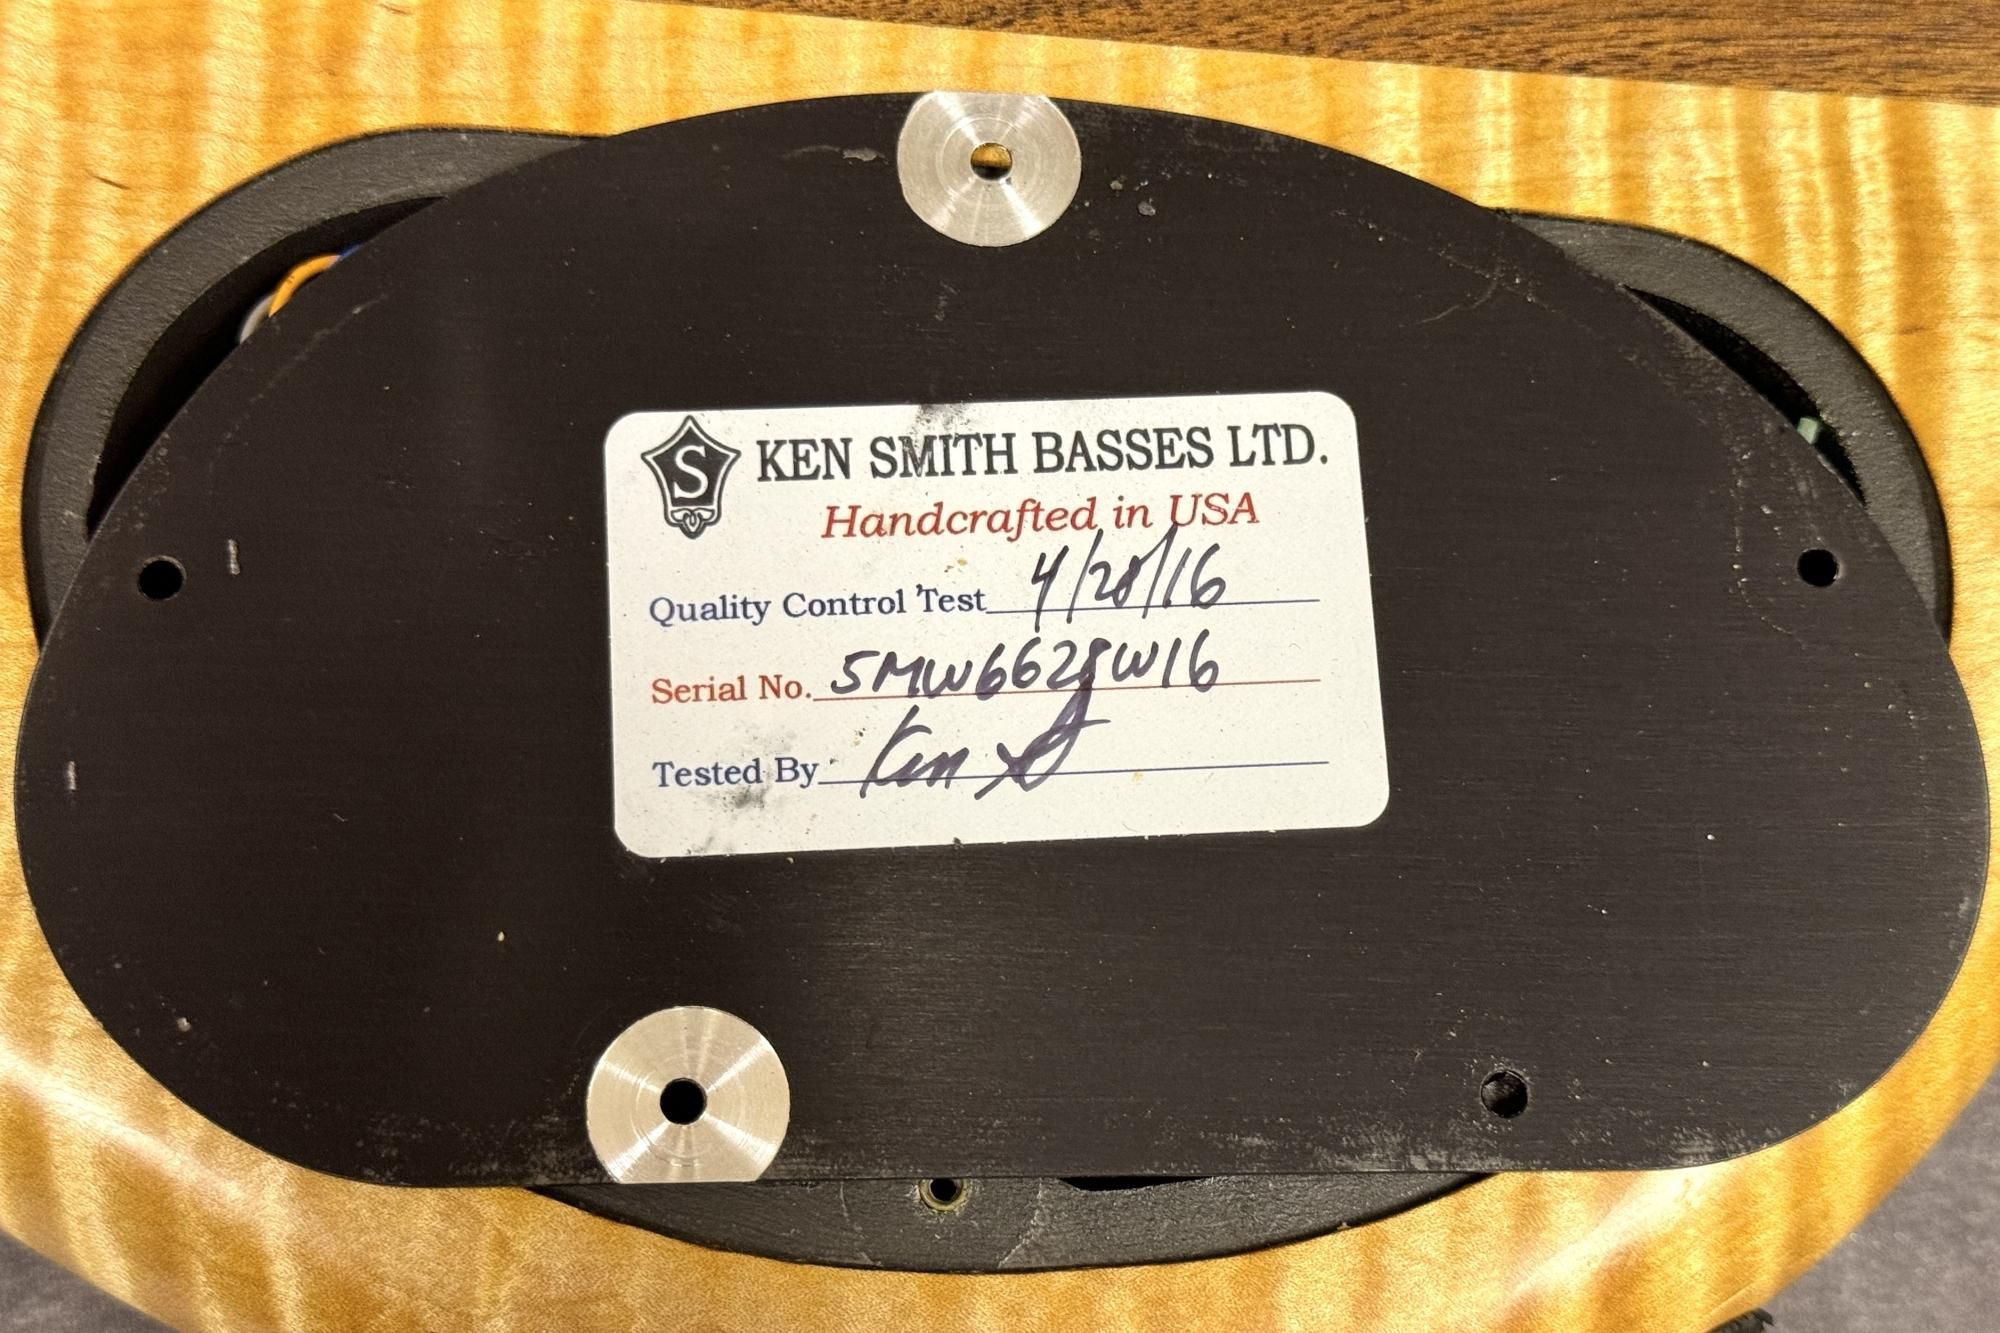 S KEN SMITH BASSES LTD.
Handcrafted in USA
Quality Control Test 4/28/16
Serial No. 5MW6628W16
Tested By Ken S